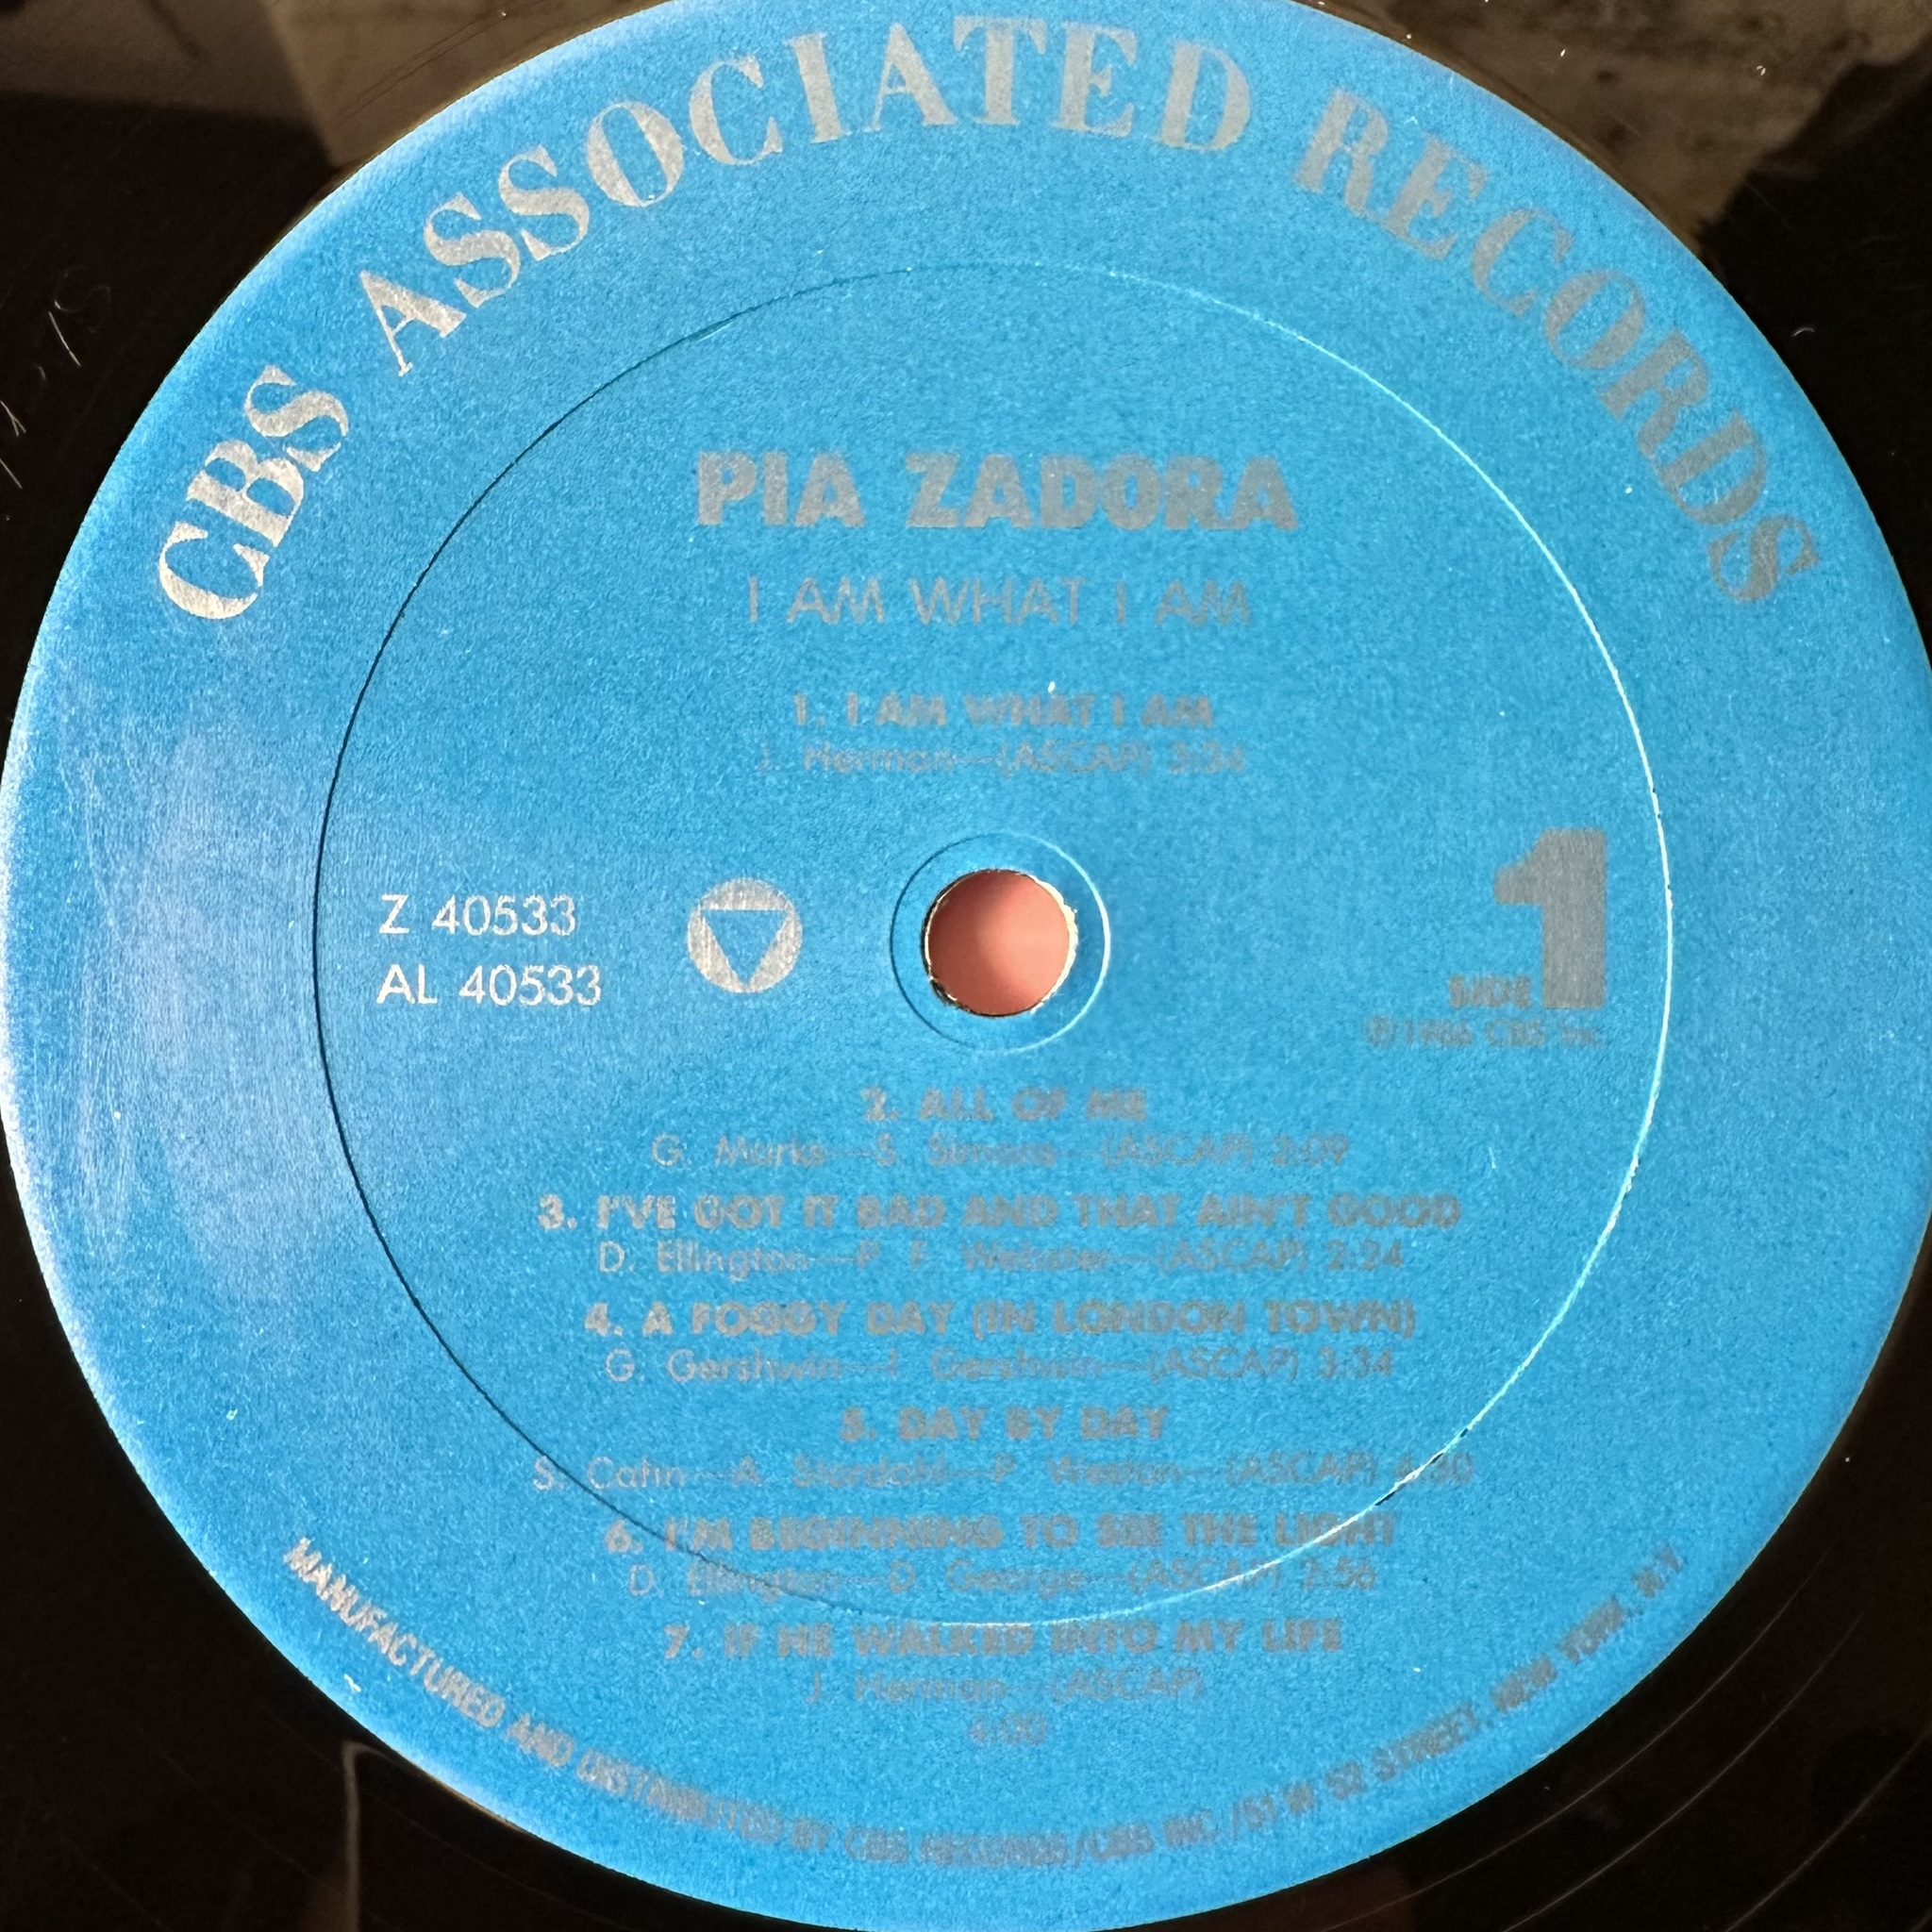 CBS ASSOCIATED RECORDS
PIA ZADORA
I AM WHAT I AM
1. I AM WHAT I AM
J. Herman—(ASCAP) 3:34
Z 40533
AL 40533
SIDE 1
Ⓟ 1986 CBS Inc.
2. ALL OF ME
G. Marks—S. Simons—(ASCAP) 2:09
3. I'VE GOT IT BAD AND THAT AIN'T GOOD
D. Ellington—P. F. Webster—(ASCAP) 2:24
4. A FOGGY DAY (IN LONDON TOWN)
G. Gershwin—I. Gershwin—(ASCAP) 3:34
5. DAY BY DAY
S. Cahn—A. Stordahl—P. Weston—(ASCAP)
6. I'M BEGINNING TO SEE THE LIGHT
D. Ellington—D. George—(ASCAP) 2:56
7. IF HE WALKED INTO MY LIFE
J. Herman—(ASCAP)
4:00
MANUFACTURED AND DISTRIBUTED BY CBS RECORDS/CBS INC./51 W 52 STREET, NEW YORK, N.Y.